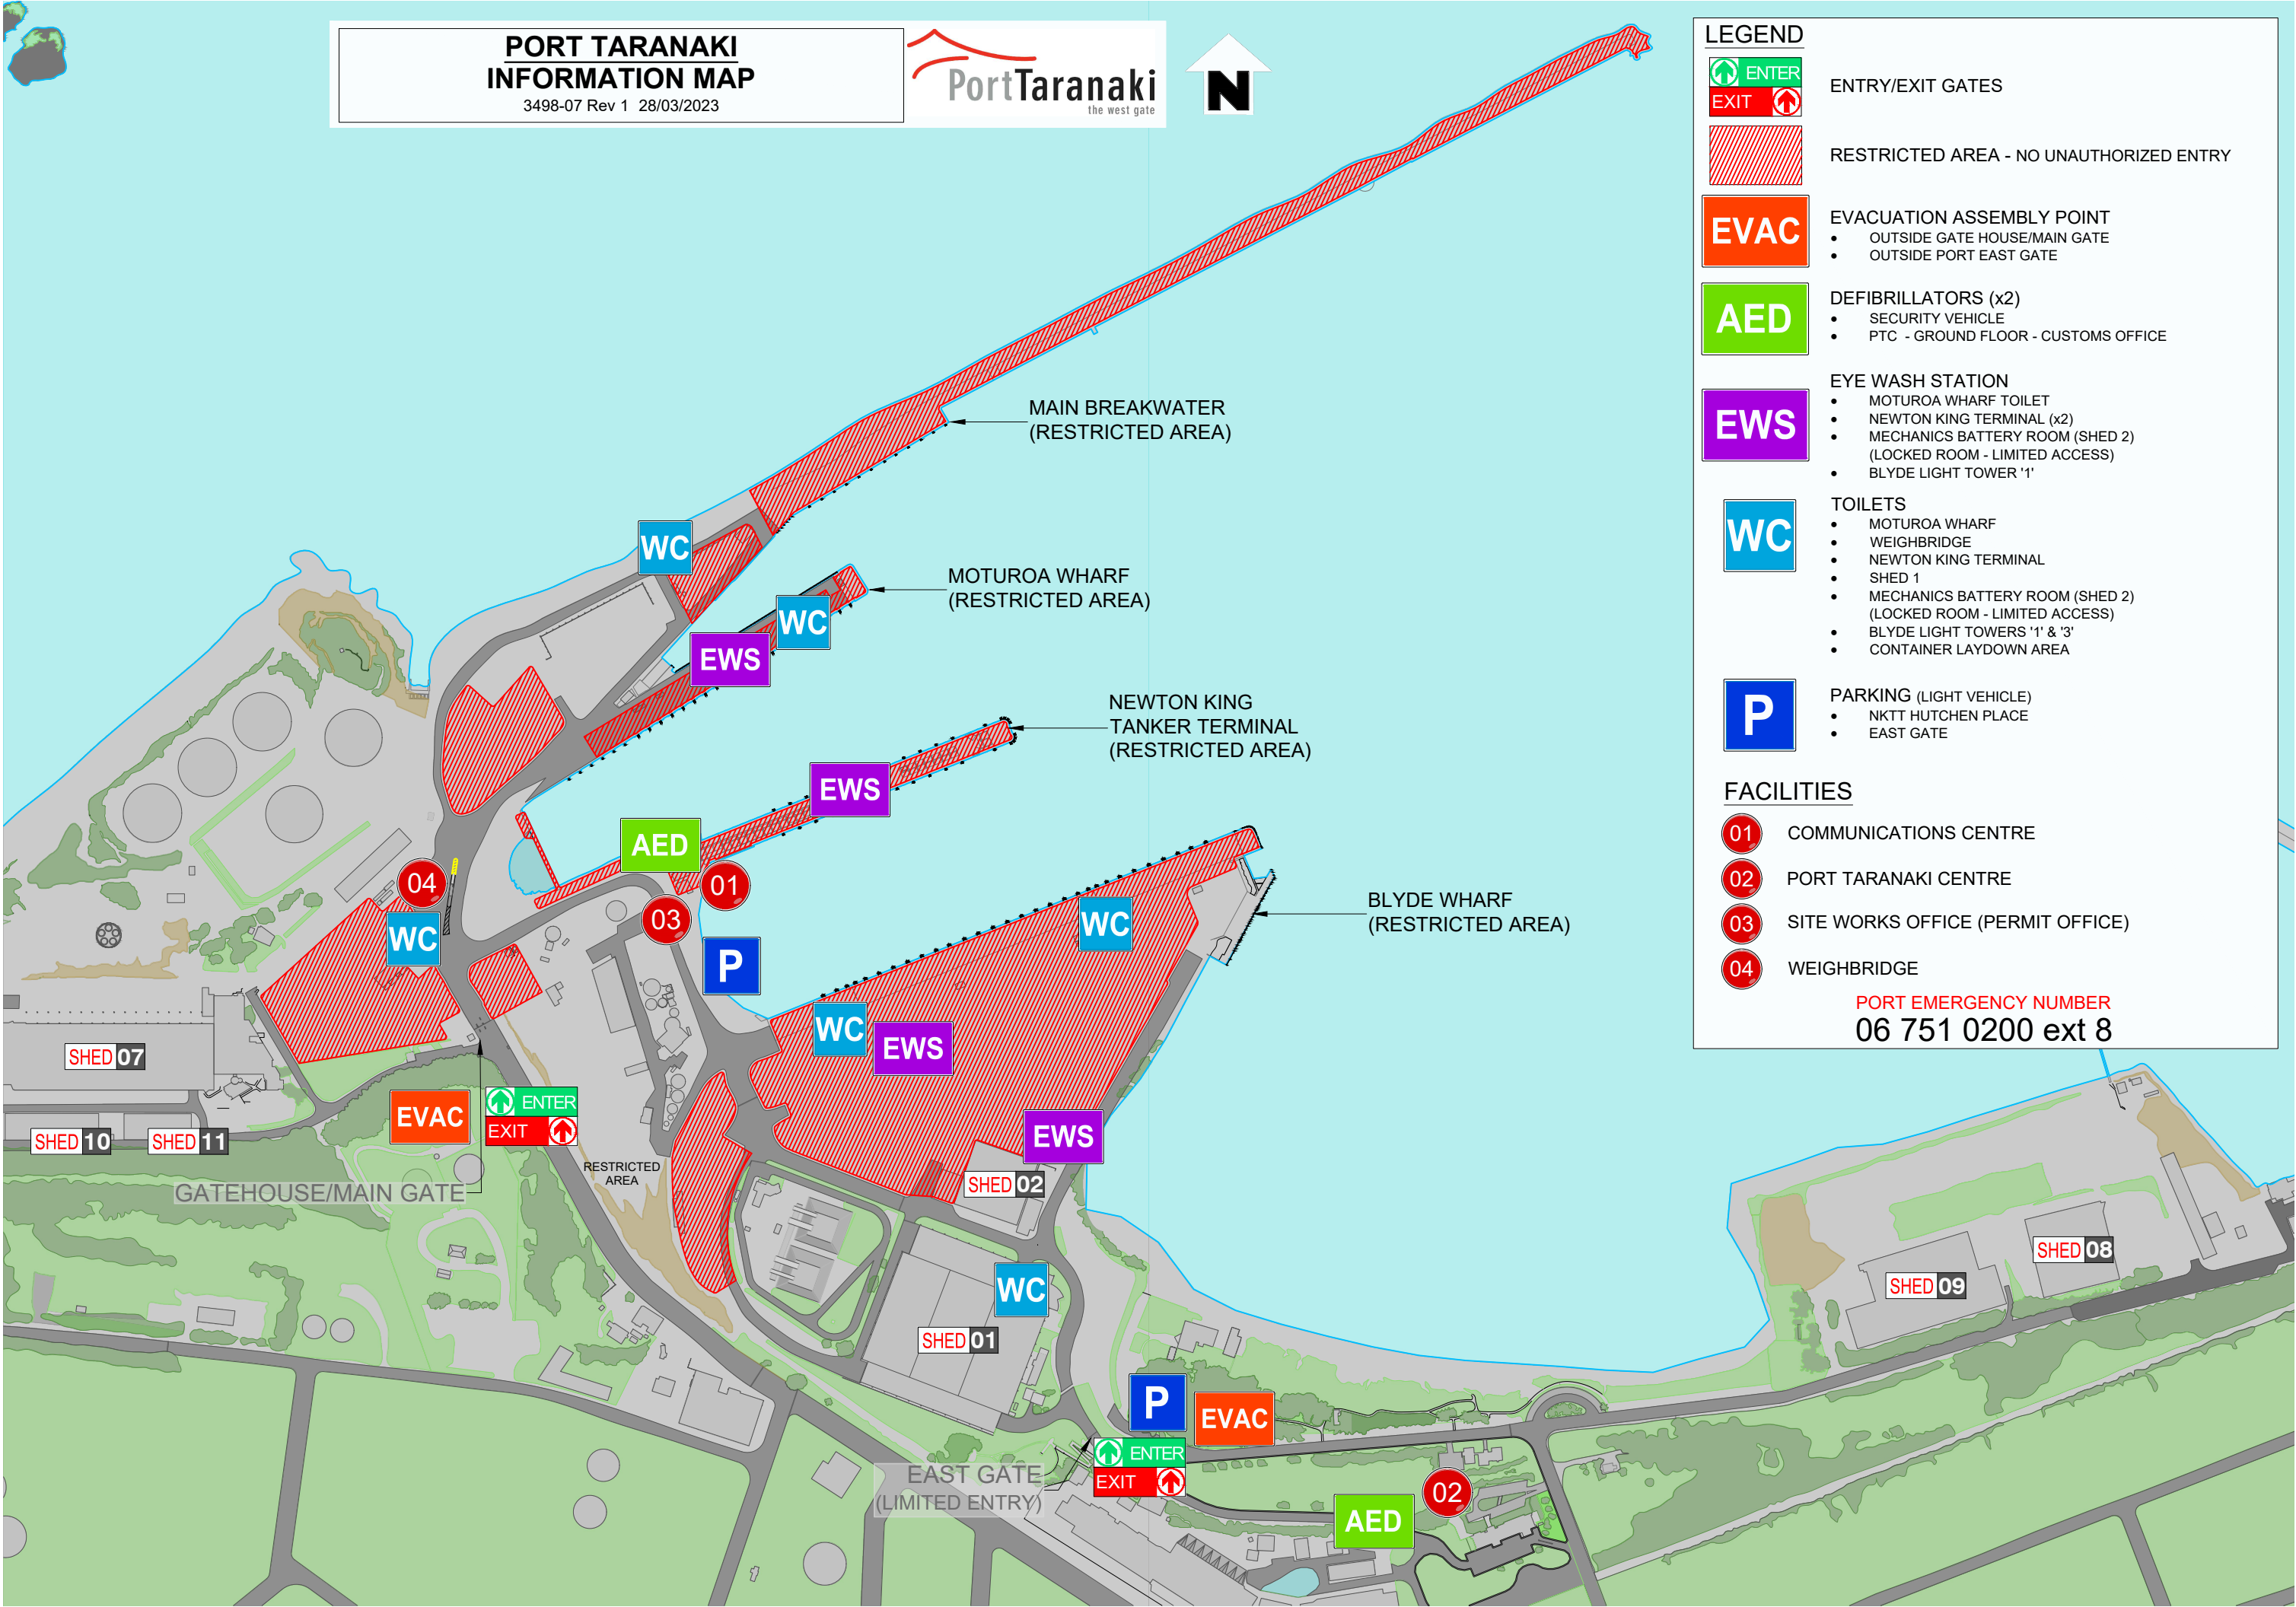 PORT TARANAKI
INFORMATION MAP
3498-07 Rev 1 28/03/2023
PortTaranaki
the west gate
N
LEGEND
ENTER
EXIT
ENTRY/EXIT GATES
RESTRICTED AREA - NO UNAUTHORIZED ENTRY
EVAC
EVACUATION ASSEMBLY POINT
• OUTSIDE GATE HOUSE/MAIN GATE
• OUTSIDE PORT EAST GATE
AED
DEFIBRILLATORS (x2)
• SECURITY VEHICLE
• PTC - GROUND FLOOR - CUSTOMS OFFICE
EWS
EYE WASH STATION
• MOTUROA WHARF TOILET
• NEWTON KING TERMINAL (x2)
• MECHANICS BATTERY ROOM (SHED 2)
(LOCKED ROOM - LIMITED ACCESS)
• BLYDE LIGHT TOWER '1'
WC
TOILETS
• MOTUROA WHARF
• WEIGHBRIDGE
• NEWTON KING TERMINAL
• SHED 1
• MECHANICS BATTERY ROOM (SHED 2)
(LOCKED ROOM - LIMITED ACCESS)
• BLYDE LIGHT TOWERS '1' & '3'
• CONTAINER LAYDOWN AREA
P
PARKING (LIGHT VEHICLE)
• NKTT HUTCHEN PLACE
• EAST GATE
FACILITIES
01 COMMUNICATIONS CENTRE
02 PORT TARANAKI CENTRE
03 SITE WORKS OFFICE (PERMIT OFFICE)
04 WEIGHBRIDGE
PORT EMERGENCY NUMBER
06 751 0200 ext 8
MAIN BREAKWATER
(RESTRICTED AREA)
WC
MOTUROA WHARF
(RESTRICTED AREA)
WC
EWS
NEWTON KING
TANKER TERMINAL
(RESTRICTED AREA)
EWS
AED
04
01
03
WC
P
BLYDE WHARF
(RESTRICTED AREA)
WC
WC
EWS
SHED 07
EVAC
ENTER
EXIT
SHED 10
SHED 11
EWS
RESTRICTED
AREA
GATEHOUSE/MAIN GATE
SHED 02
WC
SHED 01
SHED 08
SHED 09
P
EVAC
ENTER
EXIT
EAST GATE
(LIMITED ENTRY)
02
AED